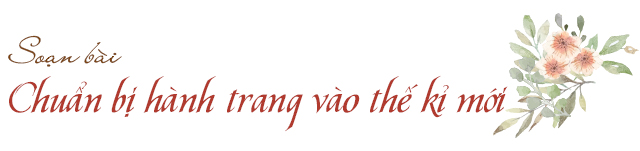 Soạn bài
Chuẩn bị hành trang vào thế kỉ mới